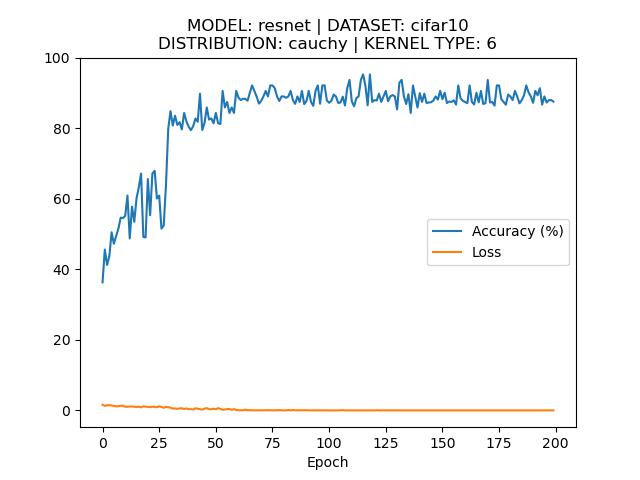 MODEL: resnet | DATASET: cifar10
DISTRIBUTION: cauchy | KERNEL TYPE: 6
100
80
60
40
20
0
Accuracy (%)
Loss
0 25 50 75 100 125 150 175 200
Epoch